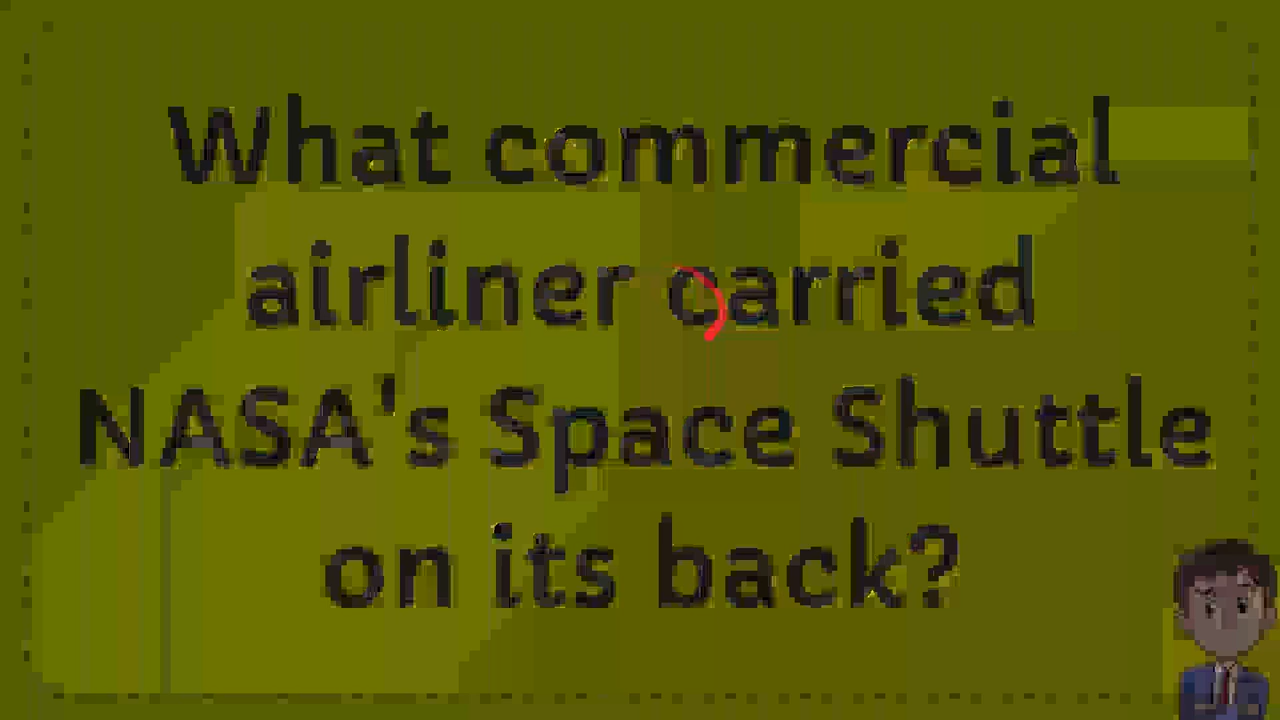 What commercial
airliner carried
NASA's Space Shuttle
on its back?